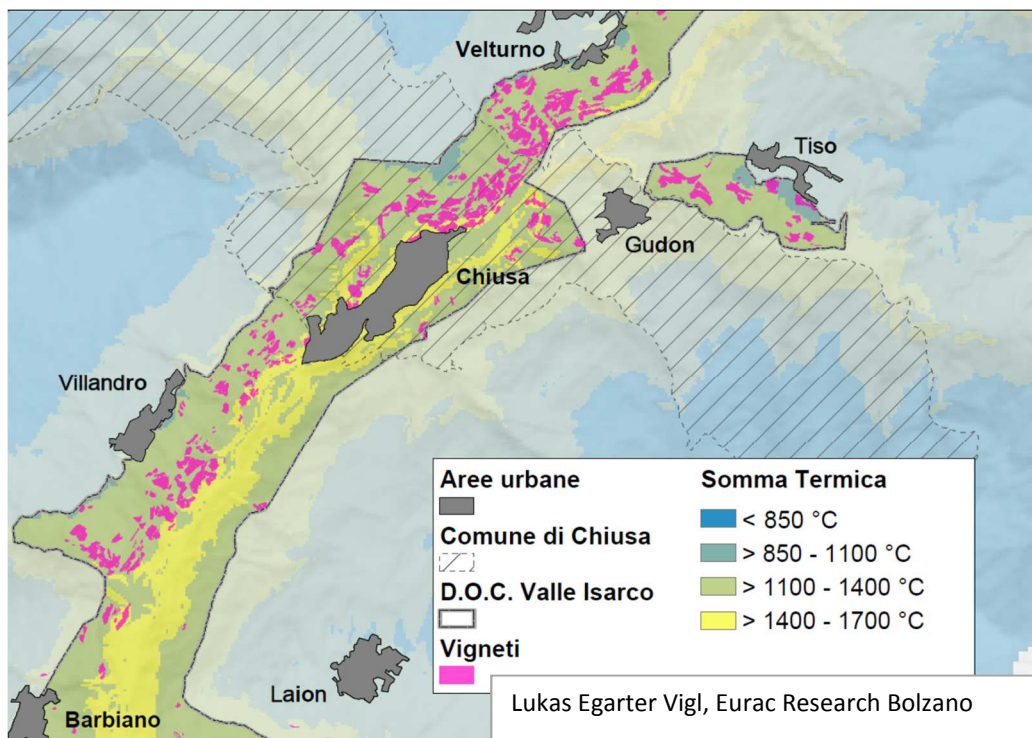 Velturno
Tiso
Gudon
Chiusa
Villandro
Laion
Barbiano
Aree urbane
Comune di Chiusa
D.O.C. Valle Isarco
Vigneti
Somma Termica
< 850 °C
> 850 - 1100 °C
> 1100 - 1400 °C
> 1400 - 1700 °C
Lukas Egarter Vigl, Eurac Research Bolzano